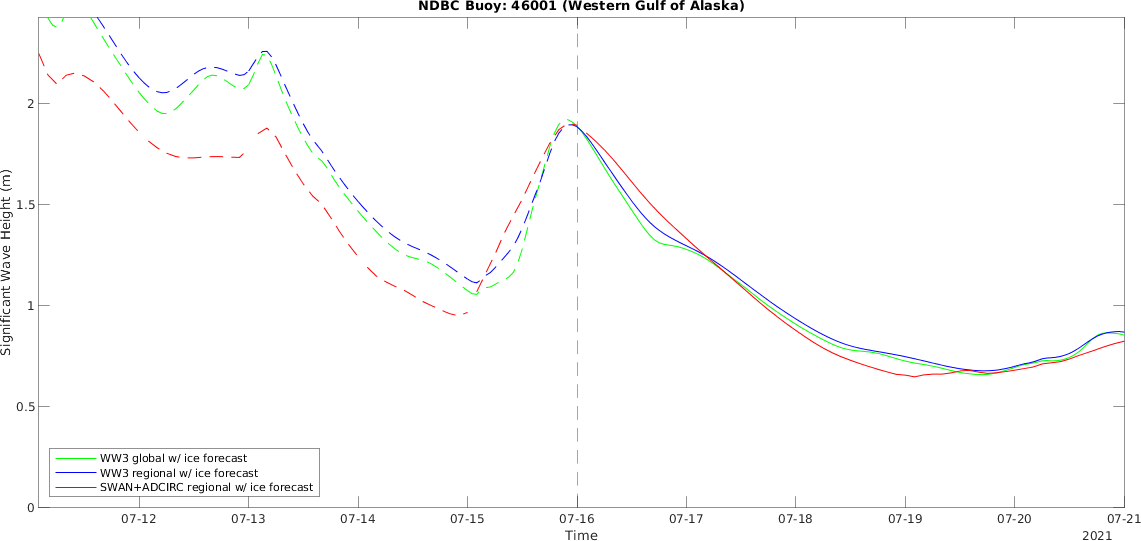 NDBC Buoy: 46001 (Western Gulf of Alaska)
Significant Wave Height (m)
2
1.5
1
0.5
0
WW3 global w/ ice forecast
WW3 regional w/ ice forecast
SWAN+ADCIRC regional w/ ice forecast
07-12 07-13 07-14 07-15 07-16 07-17 07-18 07-19 07-20 07-21
Time
2021